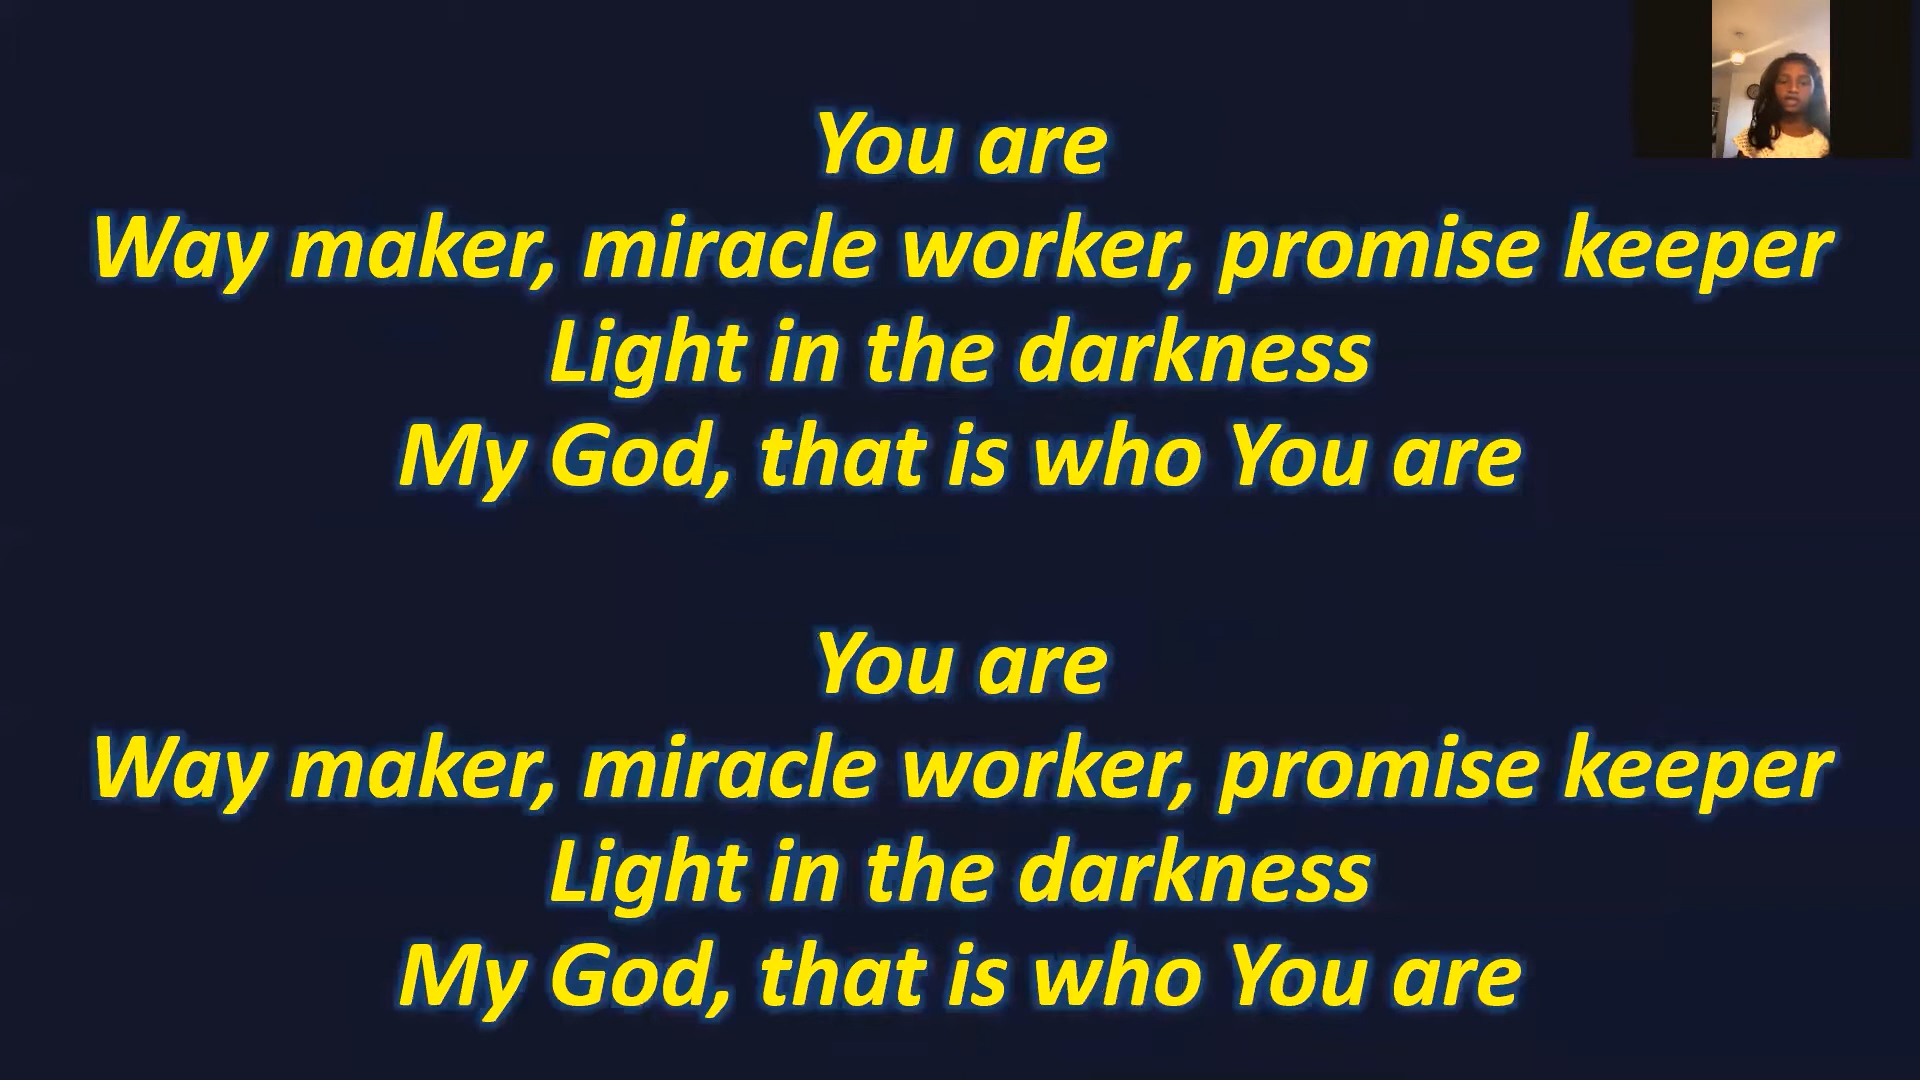 You are
Way maker, miracle worker, promise keeper
Light in the darkness
My God, that is who You are
You are
Way maker, miracle worker, promise keeper
Light in the darkness
My God, that is who You are